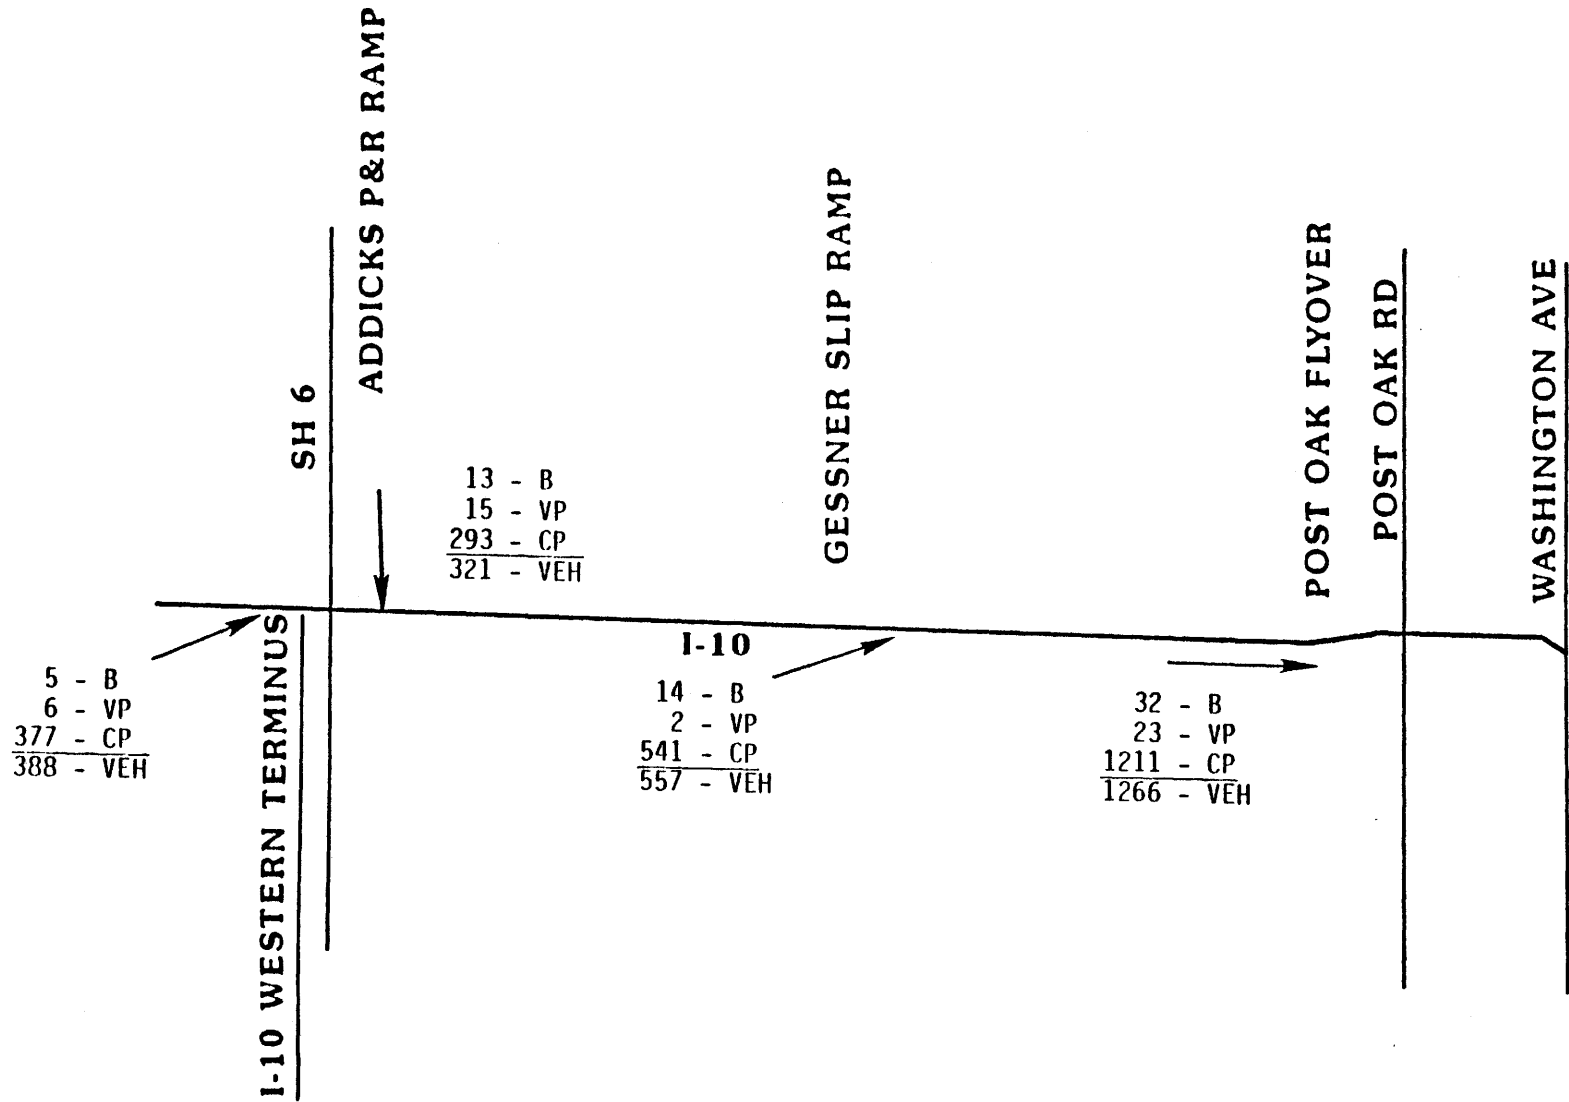 ADDICKS P&R RAMP
SH 6
GESSNER SLIP RAMP
POST OAK FLYOVER
POST OAK RD
WASHINGTON AVE
13 - B
15 - VP
293 - CP
321 - VEH
I-10 WESTERN TERMINUS
I-10
5 - B
6 - VP
377 - CP
388 - VEH
14 - B
2 - VP
541 - CP
557 - VEH
32 - B
23 - VP
1211 - CP
1266 - VEH